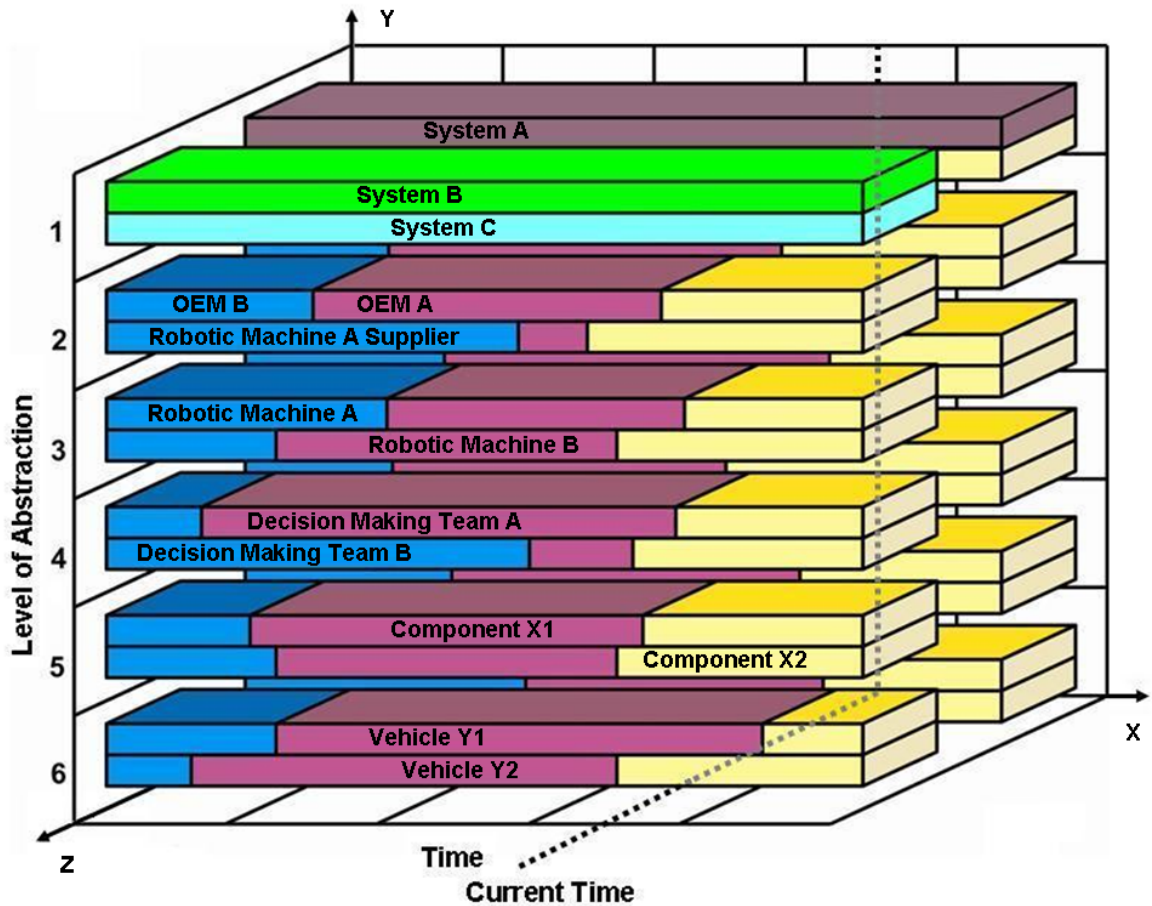 Y
System A
System B
System C
1
OEM B
OEM A
2
Robotic Machine A Supplier
Robotic Machine A
3
Robotic Machine B
Level of Abstraction
Decision Making Team A
4
Decision Making Team B
Component X1
5
Component X2
X
Vehicle Y1
6
Vehicle Y2
Z
Time
Current Time